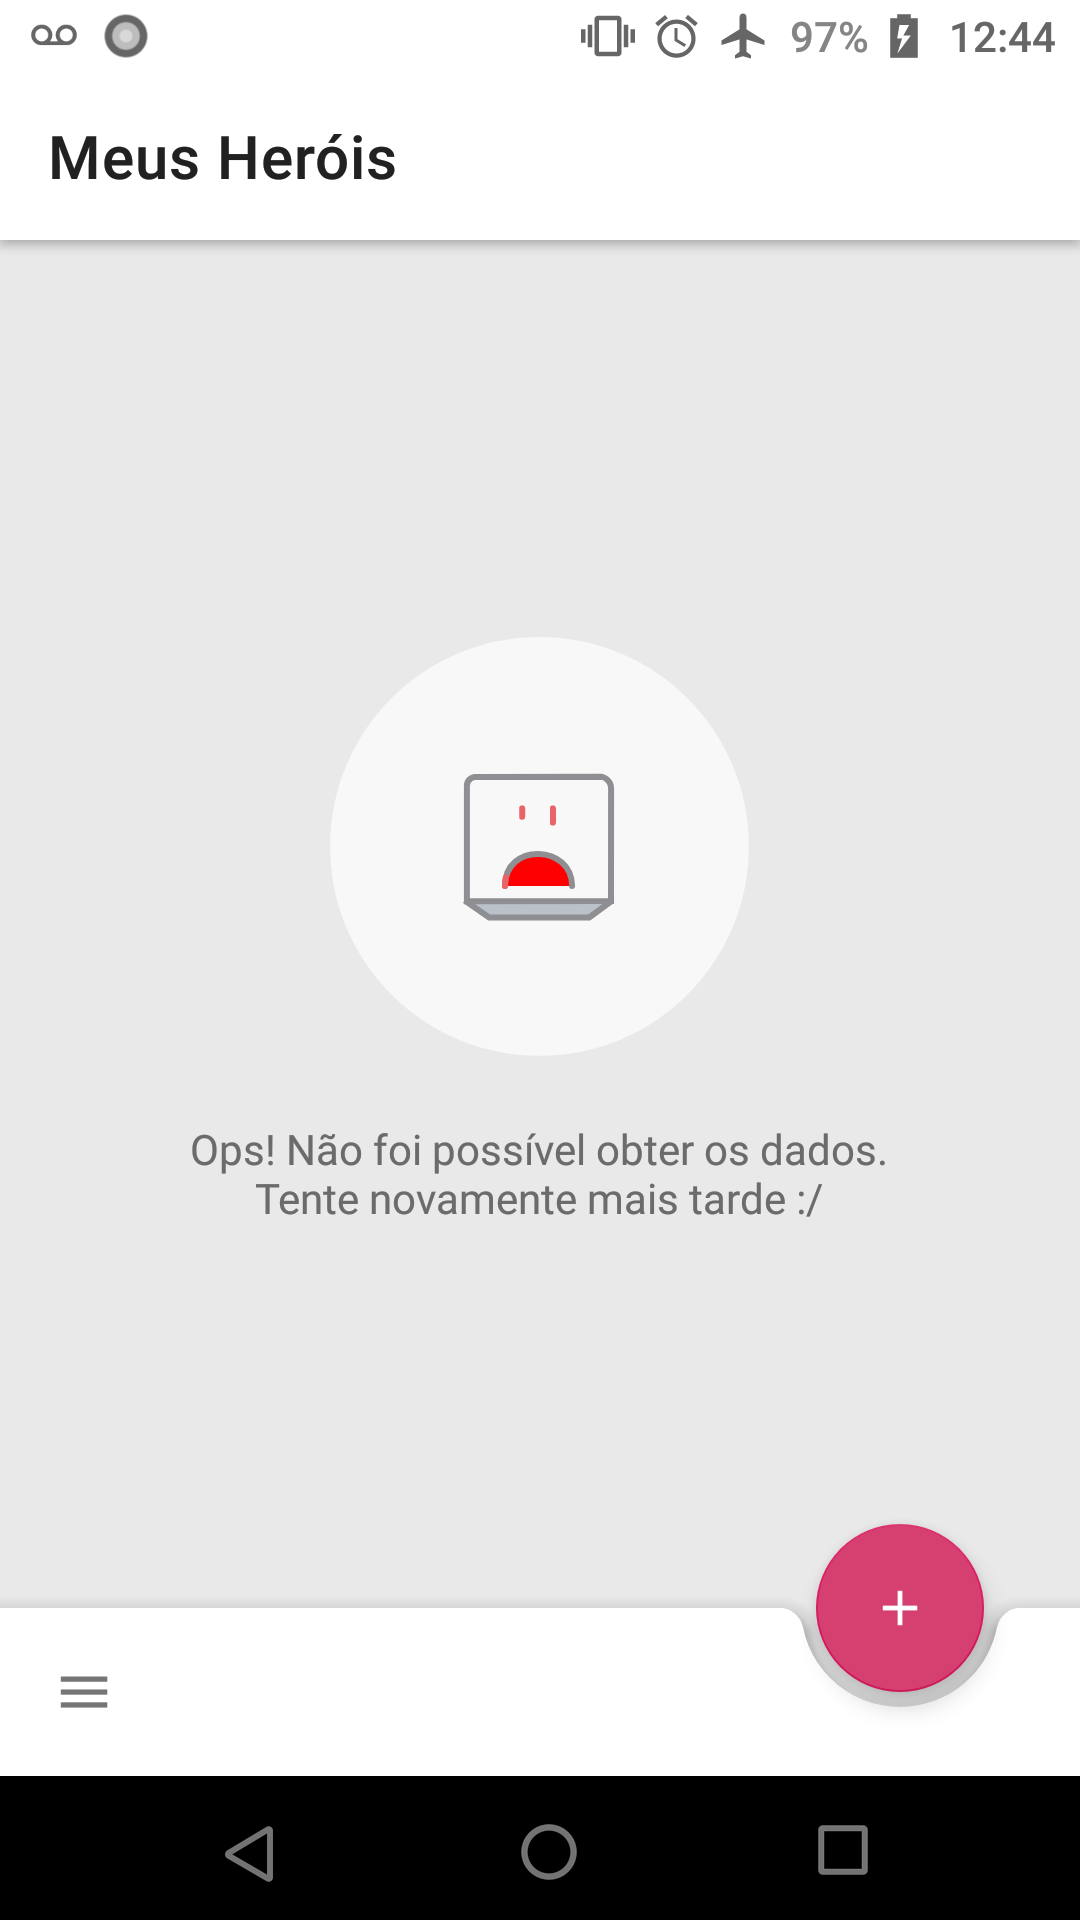 97% 12:44
Meus Heróis
Ops! Não foi possível obter os dados.
Tente novamente mais tarde :/